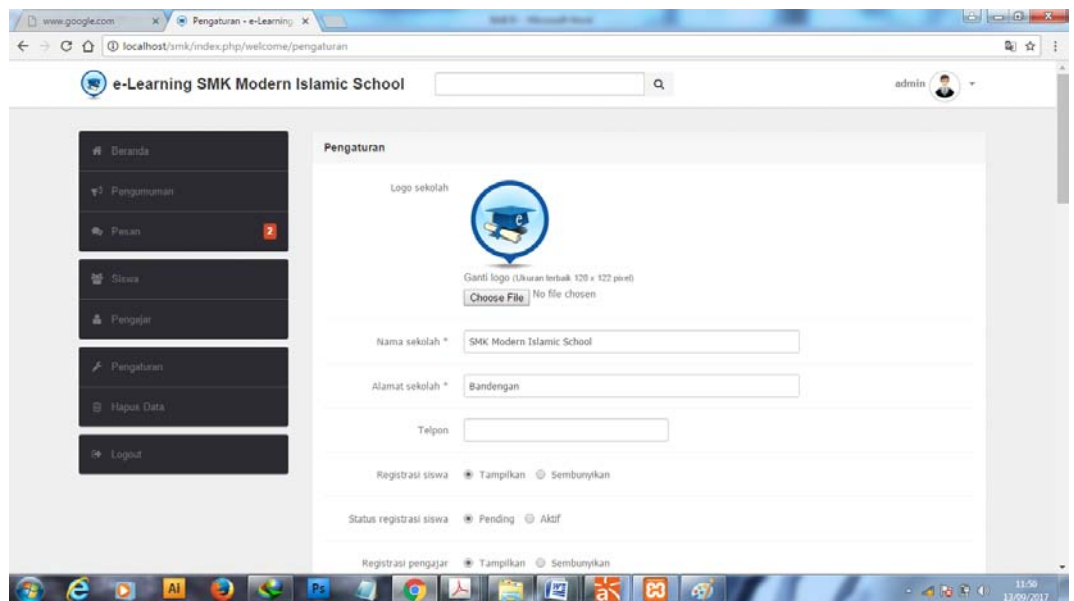 www.google.com
Pengaturan - e-Learning
localhost/smk/index.php/welcome/pengaturan
e-Learning SMK Modern Islamic School
admin
Beranda
Pengumuman
Pesan 2
Siswa
Pengajar
Pengaturan
Hapus Data
Logout
Pengaturan
Logo sekolah
e
Ganti logo (Ukuran terbaik 120 x 122 pixel)
Choose File No file chosen
Nama sekolah * SMK Modern Islamic School
Alamat sekolah * Bandengan
Telpon
Registrasi siswa Tampilkan Sembunyikan
Status registrasi siswa Pending Aktif
Registrasi pengajar Tampilkan Sembunyikan
Ai
Ps
11:50
13/09/2017